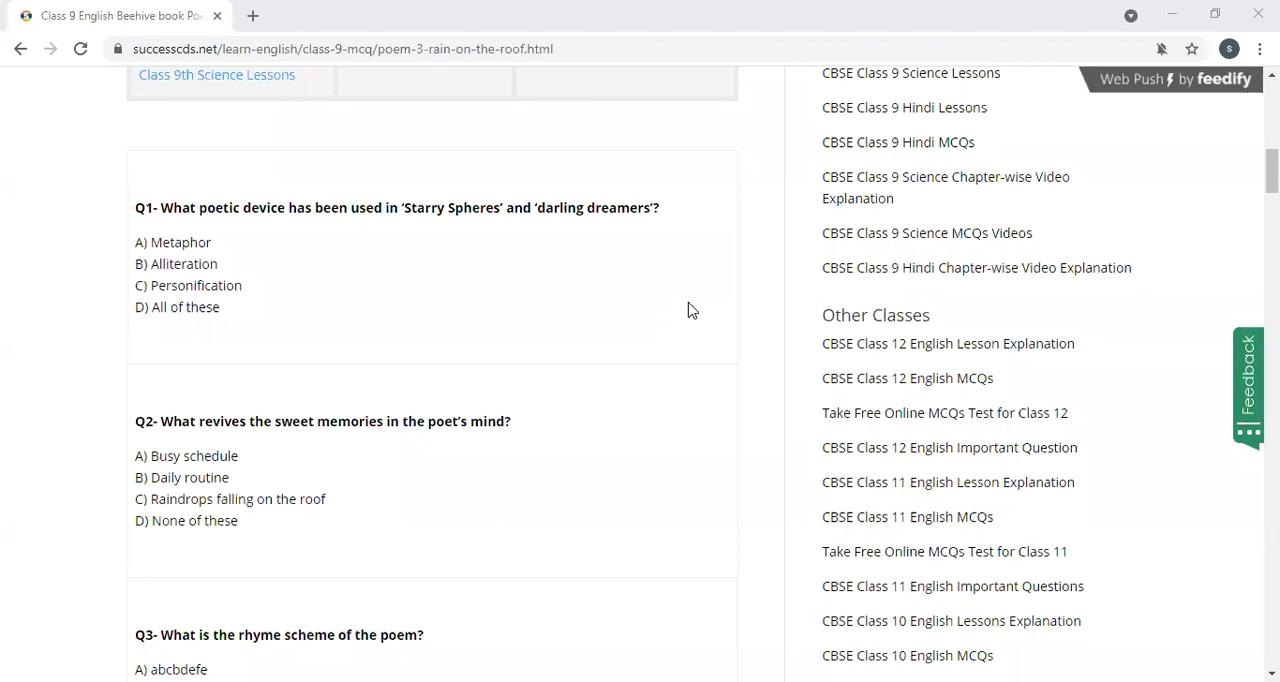 Class 9 English Beehive book Po
successcds.net/learn-english/class-9-mcq/poem-3-rain-on-the-roof.html
S
Class 9th Science Lessons
Q1- What poetic device has been used in ‘Starry Spheres’ and ‘darling dreamers’?
A) Metaphor
B) Alliteration
C) Personification
D) All of these
Q2- What revives the sweet memories in the poet’s mind?
A) Busy schedule
B) Daily routine
C) Raindrops falling on the roof
D) None of these
Q3- What is the rhyme scheme of the poem?
A) abcbdefe
CBSE Class 9 Science Lessons
Web Push by feedify
CBSE Class 9 Hindi Lessons
CBSE Class 9 Hindi MCQs
CBSE Class 9 Science Chapter-wise Video
Explanation
CBSE Class 9 Science MCQs Videos
CBSE Class 9 Hindi Chapter-wise Video Explanation
Other Classes
CBSE Class 12 English Lesson Explanation
CBSE Class 12 English MCQs
Take Free Online MCQs Test for Class 12
CBSE Class 12 English Important Question
CBSE Class 11 English Lesson Explanation
CBSE Class 11 English MCQs
Take Free Online MCQs Test for Class 11
CBSE Class 11 English Important Questions
CBSE Class 10 English Lessons Explanation
CBSE Class 10 English MCQs
Feedback